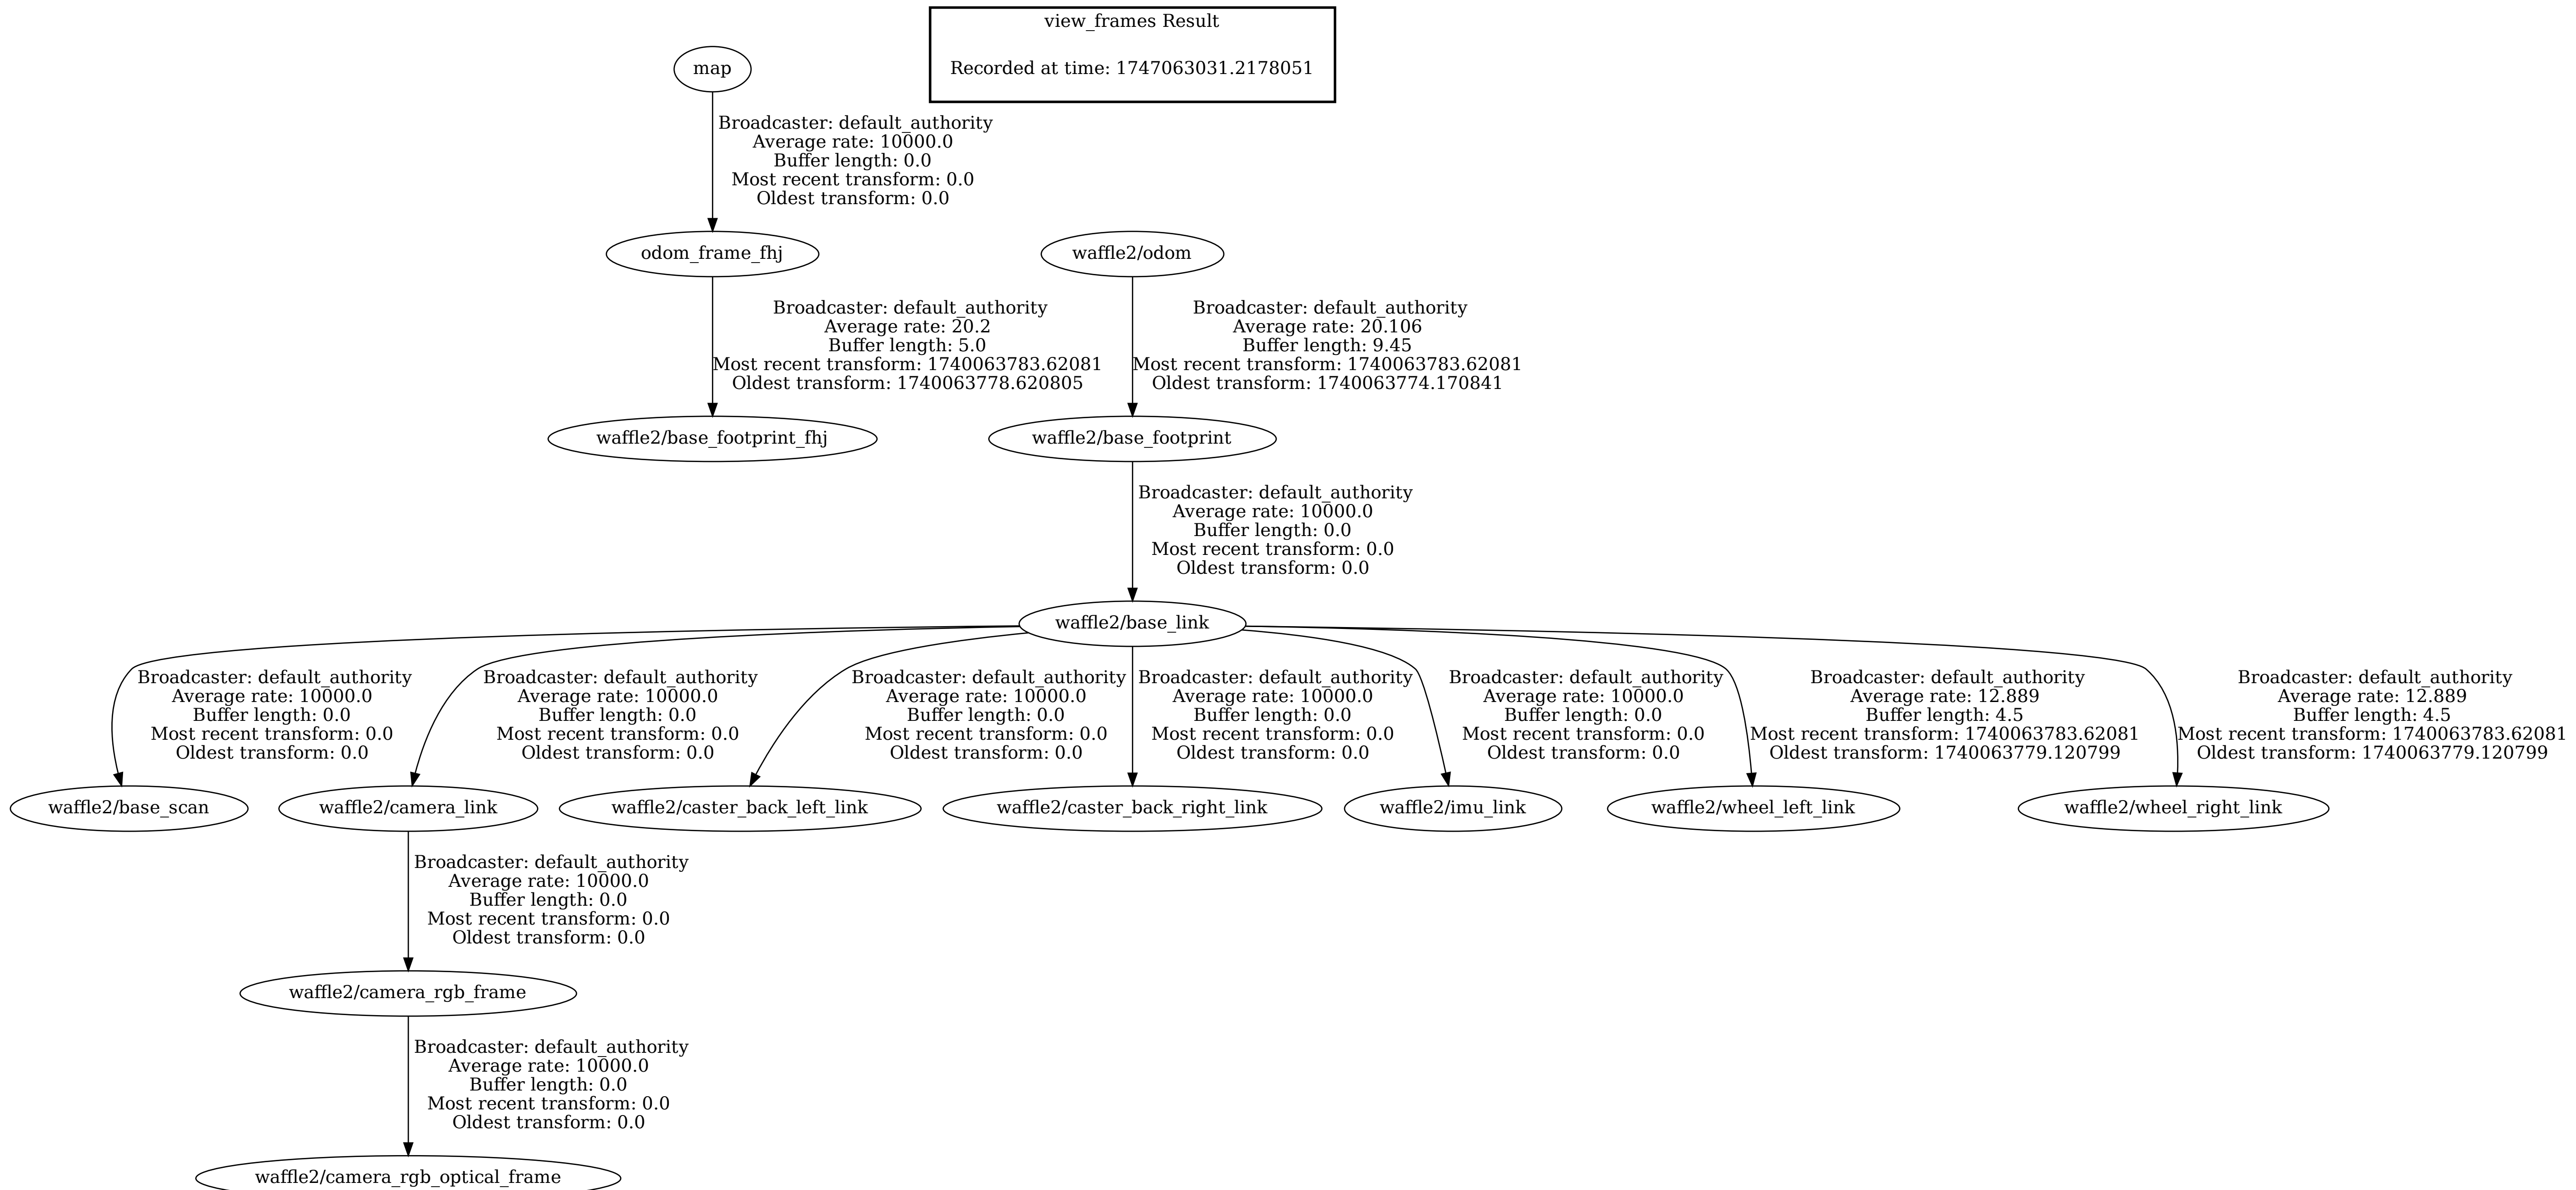 view_frames Result
Recorded at time: 1747063031.2178051
map
Broadcaster: default_authority
Average rate: 10000.0
Buffer length: 0.0
Most recent transform: 0.0
Oldest transform: 0.0
odom_frame_fhj
waffle2/odom
Broadcaster: default_authority
Average rate: 20.2
Buffer length: 5.0
Most recent transform: 1740063783.62081
Oldest transform: 1740063778.620805
Broadcaster: default_authority
Average rate: 20.106
Buffer length: 9.45
Most recent transform: 1740063783.62081
Oldest transform: 1740063774.170841
waffle2/base_footprint_fhj
waffle2/base_footprint
Broadcaster: default_authority
Average rate: 10000.0
Buffer length: 0.0
Most recent transform: 0.0
Oldest transform: 0.0
waffle2/base_link
Broadcaster: default_authority
Average rate: 10000.0
Buffer length: 0.0
Most recent transform: 0.0
Oldest transform: 0.0
Broadcaster: default_authority
Average rate: 10000.0
Buffer length: 0.0
Most recent transform: 0.0
Oldest transform: 0.0
Broadcaster: default_authority
Average rate: 10000.0
Buffer length: 0.0
Most recent transform: 0.0
Oldest transform: 0.0
Broadcaster: default_authority
Average rate: 10000.0
Buffer length: 0.0
Most recent transform: 0.0
Oldest transform: 0.0
Broadcaster: default_authority
Average rate: 10000.0
Buffer length: 0.0
Most recent transform: 0.0
Oldest transform: 0.0
Broadcaster: default_authority
Average rate: 12.889
Buffer length: 4.5
Most recent transform: 1740063783.62081
Oldest transform: 1740063779.120799
Broadcaster: default_authority
Average rate: 12.889
Buffer length: 4.5
Most recent transform: 1740063783.62081
Oldest transform: 1740063779.120799
waffle2/base_scan
waffle2/camera_link
waffle2/caster_back_left_link
waffle2/caster_back_right_link
waffle2/imu_link
waffle2/wheel_left_link
waffle2/wheel_right_link
Broadcaster: default_authority
Average rate: 10000.0
Buffer length: 0.0
Most recent transform: 0.0
Oldest transform: 0.0
waffle2/camera_rgb_frame
Broadcaster: default_authority
Average rate: 10000.0
Buffer length: 0.0
Most recent transform: 0.0
Oldest transform: 0.0
waffle2/camera_rgb_optical_frame